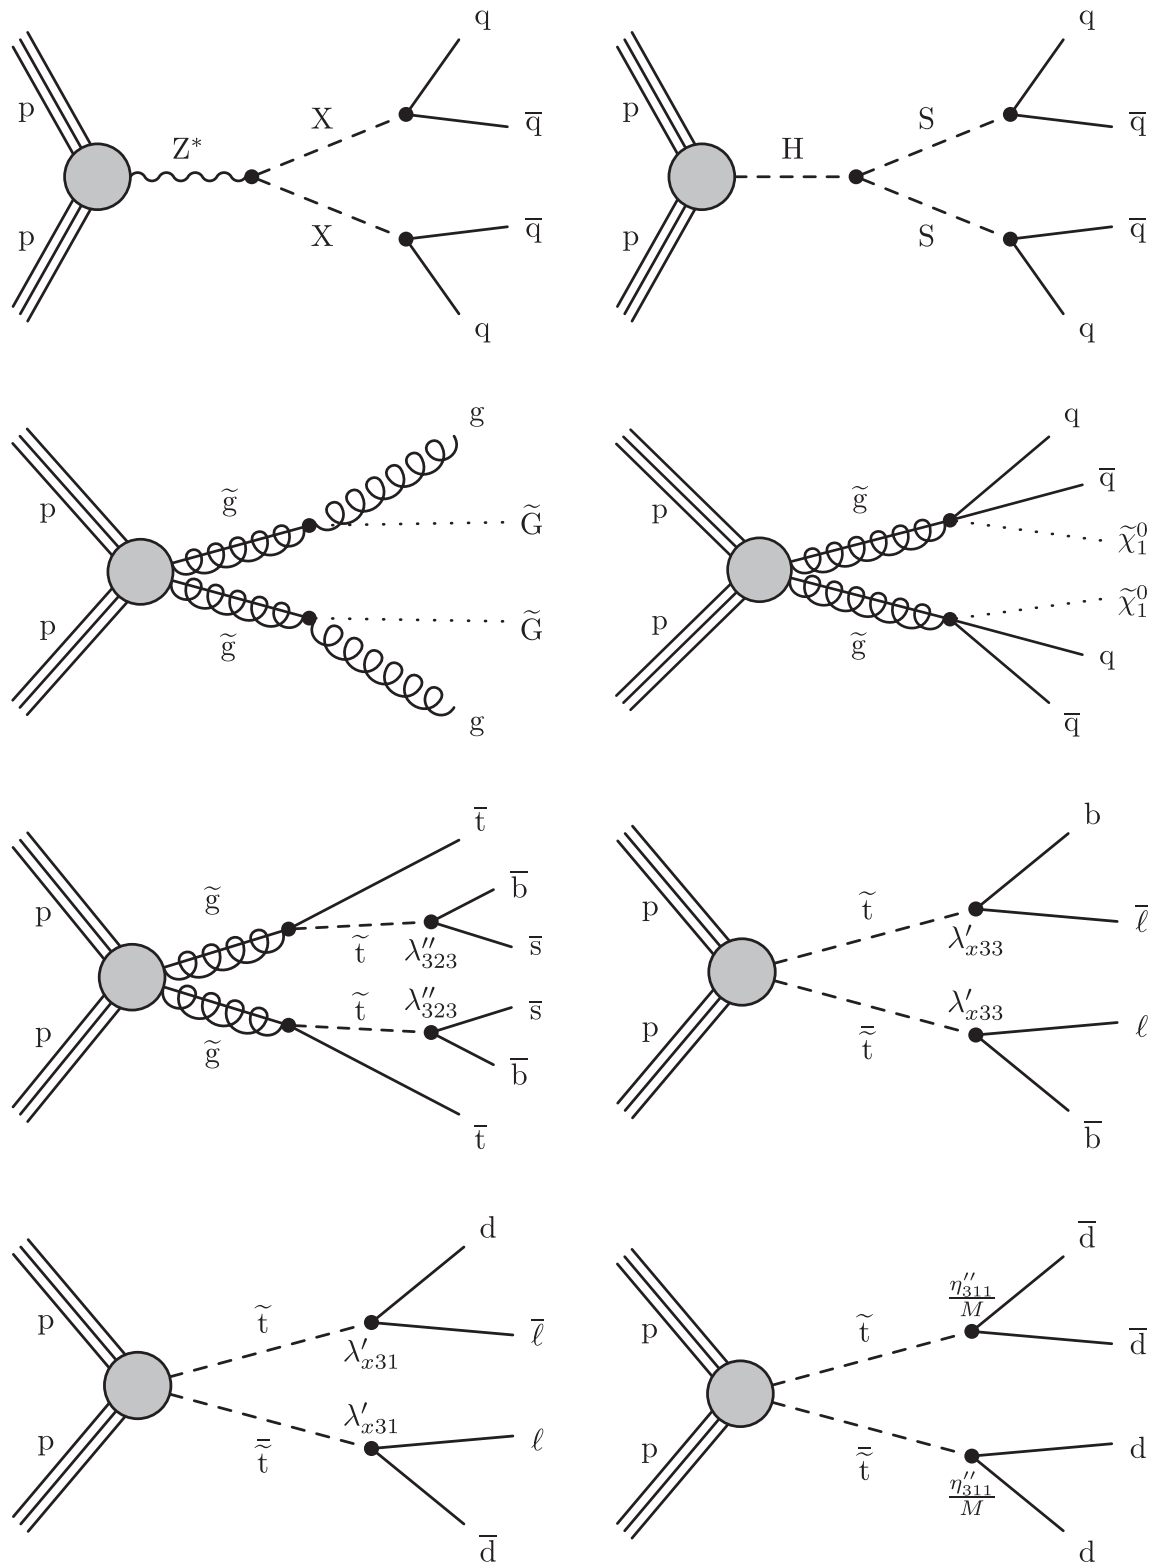 q q
p Z* X q̅ p H S q̅
p X q̅ p S q̅
q q
g q
p g̃ G̃ p g̃ q̅ χ̃⁰₁
p g̃ G̃ p g̃ χ̃⁰₁ q
g q̅
t̅ b
p g̃ b̅ p t̃ ℓ̅
t̃ λ″₃₂₃ s̅ λ′ₓ₃₃
p g̃ t̃ λ″₃₂₃ s̅ p t̃̅ λ′ₓ₃₃ ℓ
b̅
t̅ b̅
d d̅
p t̃ ℓ̅ p t̃ η″₃₁₁/M d̅
λ′ₓ₃₁
p t̃̅ λ′ₓ₃₁ ℓ p t̃̅ η″₃₁₁/M d
d̅ d